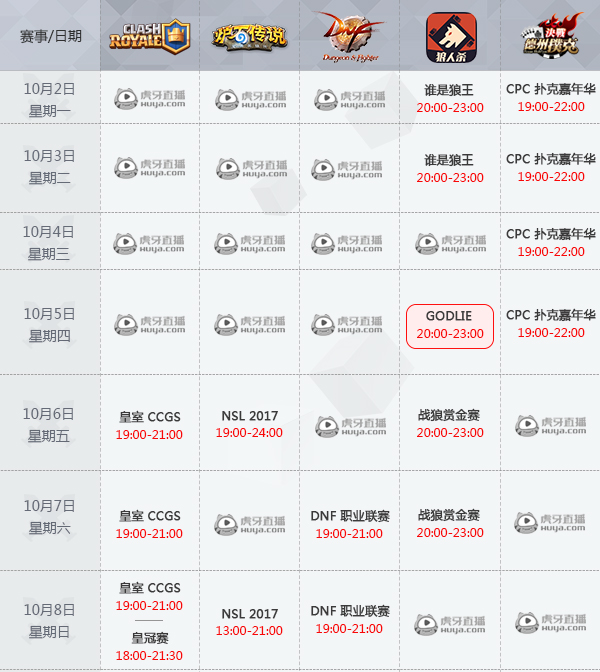 赛事/日期
CLASH
ROYALE
炉石传说
DNF
Dungeon & Fighter
狼人杀
决战
德州扑克
10月2日
星期一
虎牙直播
Huya.com
虎牙直播
Huya.com
虎牙直播
Huya.com
谁是狼王
20:00-23:00
CPC 扑克嘉年华
19:00-22:00
10月3日
星期二
虎牙直播
Huya.com
虎牙直播
Huya.com
虎牙直播
Huya.com
谁是狼王
20:00-23:00
CPC 扑克嘉年华
19:00-22:00
10月4日
星期三
虎牙直播
Huya.com
虎牙直播
Huya.com
虎牙直播
Huya.com
虎牙直播
Huya.com
CPC 扑克嘉年华
19:00-22:00
10月5日
星期四
虎牙直播
Huya.com
虎牙直播
Huya.com
虎牙直播
Huya.com
GODLIE
20:00-23:00
CPC 扑克嘉年华
19:00-22:00
10月6日
星期五
皇室 CCGS
19:00-21:00
NSL 2017
19:00-24:00
虎牙直播
Huya.com
战狼赏金赛
20:00-23:00
虎牙直播
Huya.com
10月7日
星期六
皇室 CCGS
19:00-21:00
虎牙直播
Huya.com
DNF 职业联赛
19:00-21:00
战狼赏金赛
20:00-23:00
虎牙直播
Huya.com
10月8日
星期日
皇室 CCGS
19:00-21:00
皇冠赛
18:00-21:30
NSL 2017
13:00-21:00
DNF 职业联赛
19:00-21:00
虎牙直播
Huya.com
虎牙直播
Huya.com